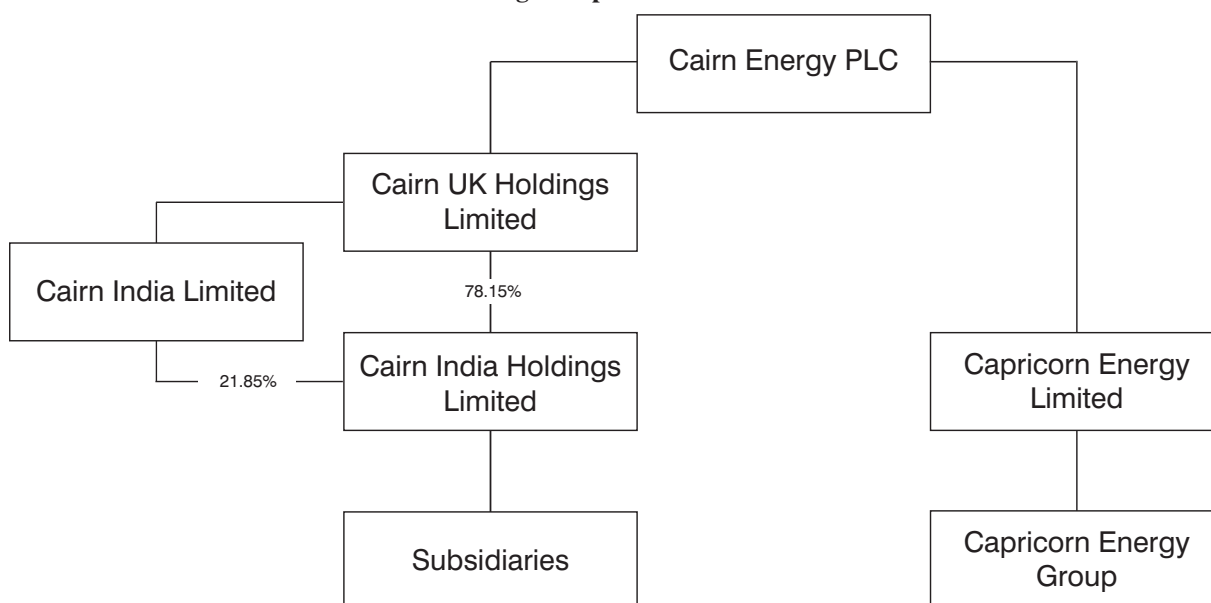 Cairn Energy PLC
Cairn UK Holdings
Limited
Cairn India Limited
78.15%
21.85%
Cairn India Holdings
Limited
Capricorn Energy
Limited
Subsidiaries
Capricorn Energy
Group